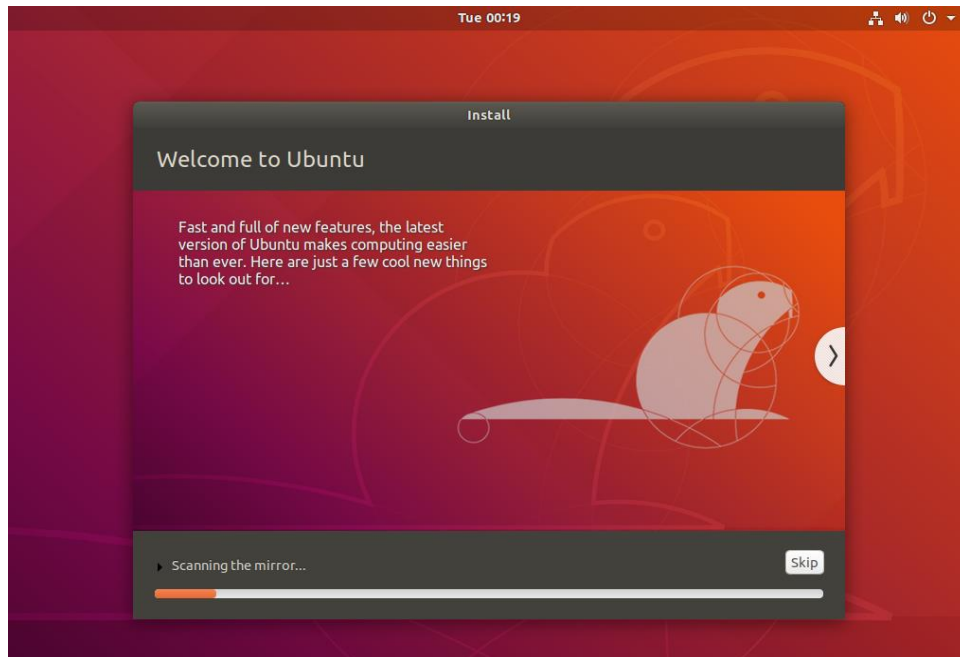 Tue 00:19
Install
Welcome to Ubuntu
Fast and full of new features, the latest
version of Ubuntu makes computing easier
than ever. Here are just a few cool new things
to look out for…
Scanning the mirror...
Skip